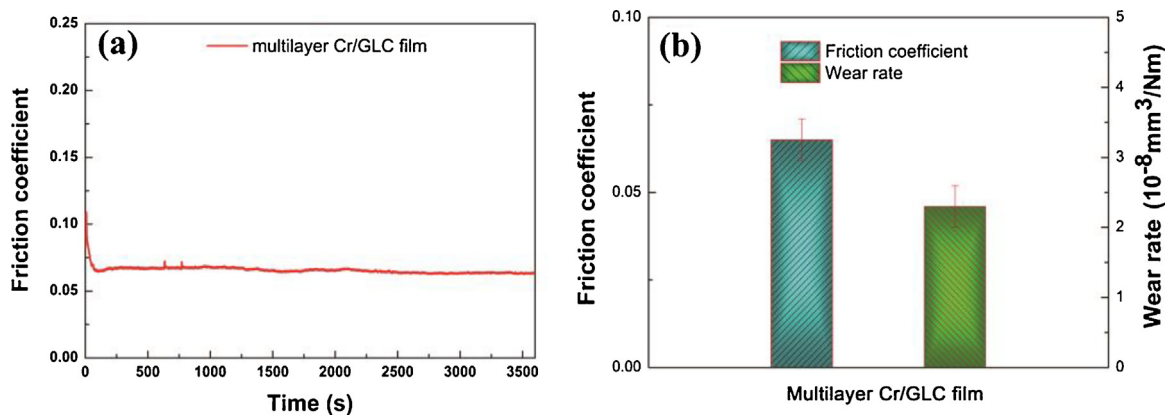 (a)
multilayer Cr/GLC film
0.25
0.20
0.15
0.10
0.05
0.00
Friction coefficient
0 500 1000 1500 2000 2500 3000 3500
Time (s)
(b)
Friction coefficient
Wear rate
0.10
0.05
0.00
Friction coefficient
5
4
3
2
1
0
Wear rate (10⁻⁸mm³/Nm)
Multilayer Cr/GLC film